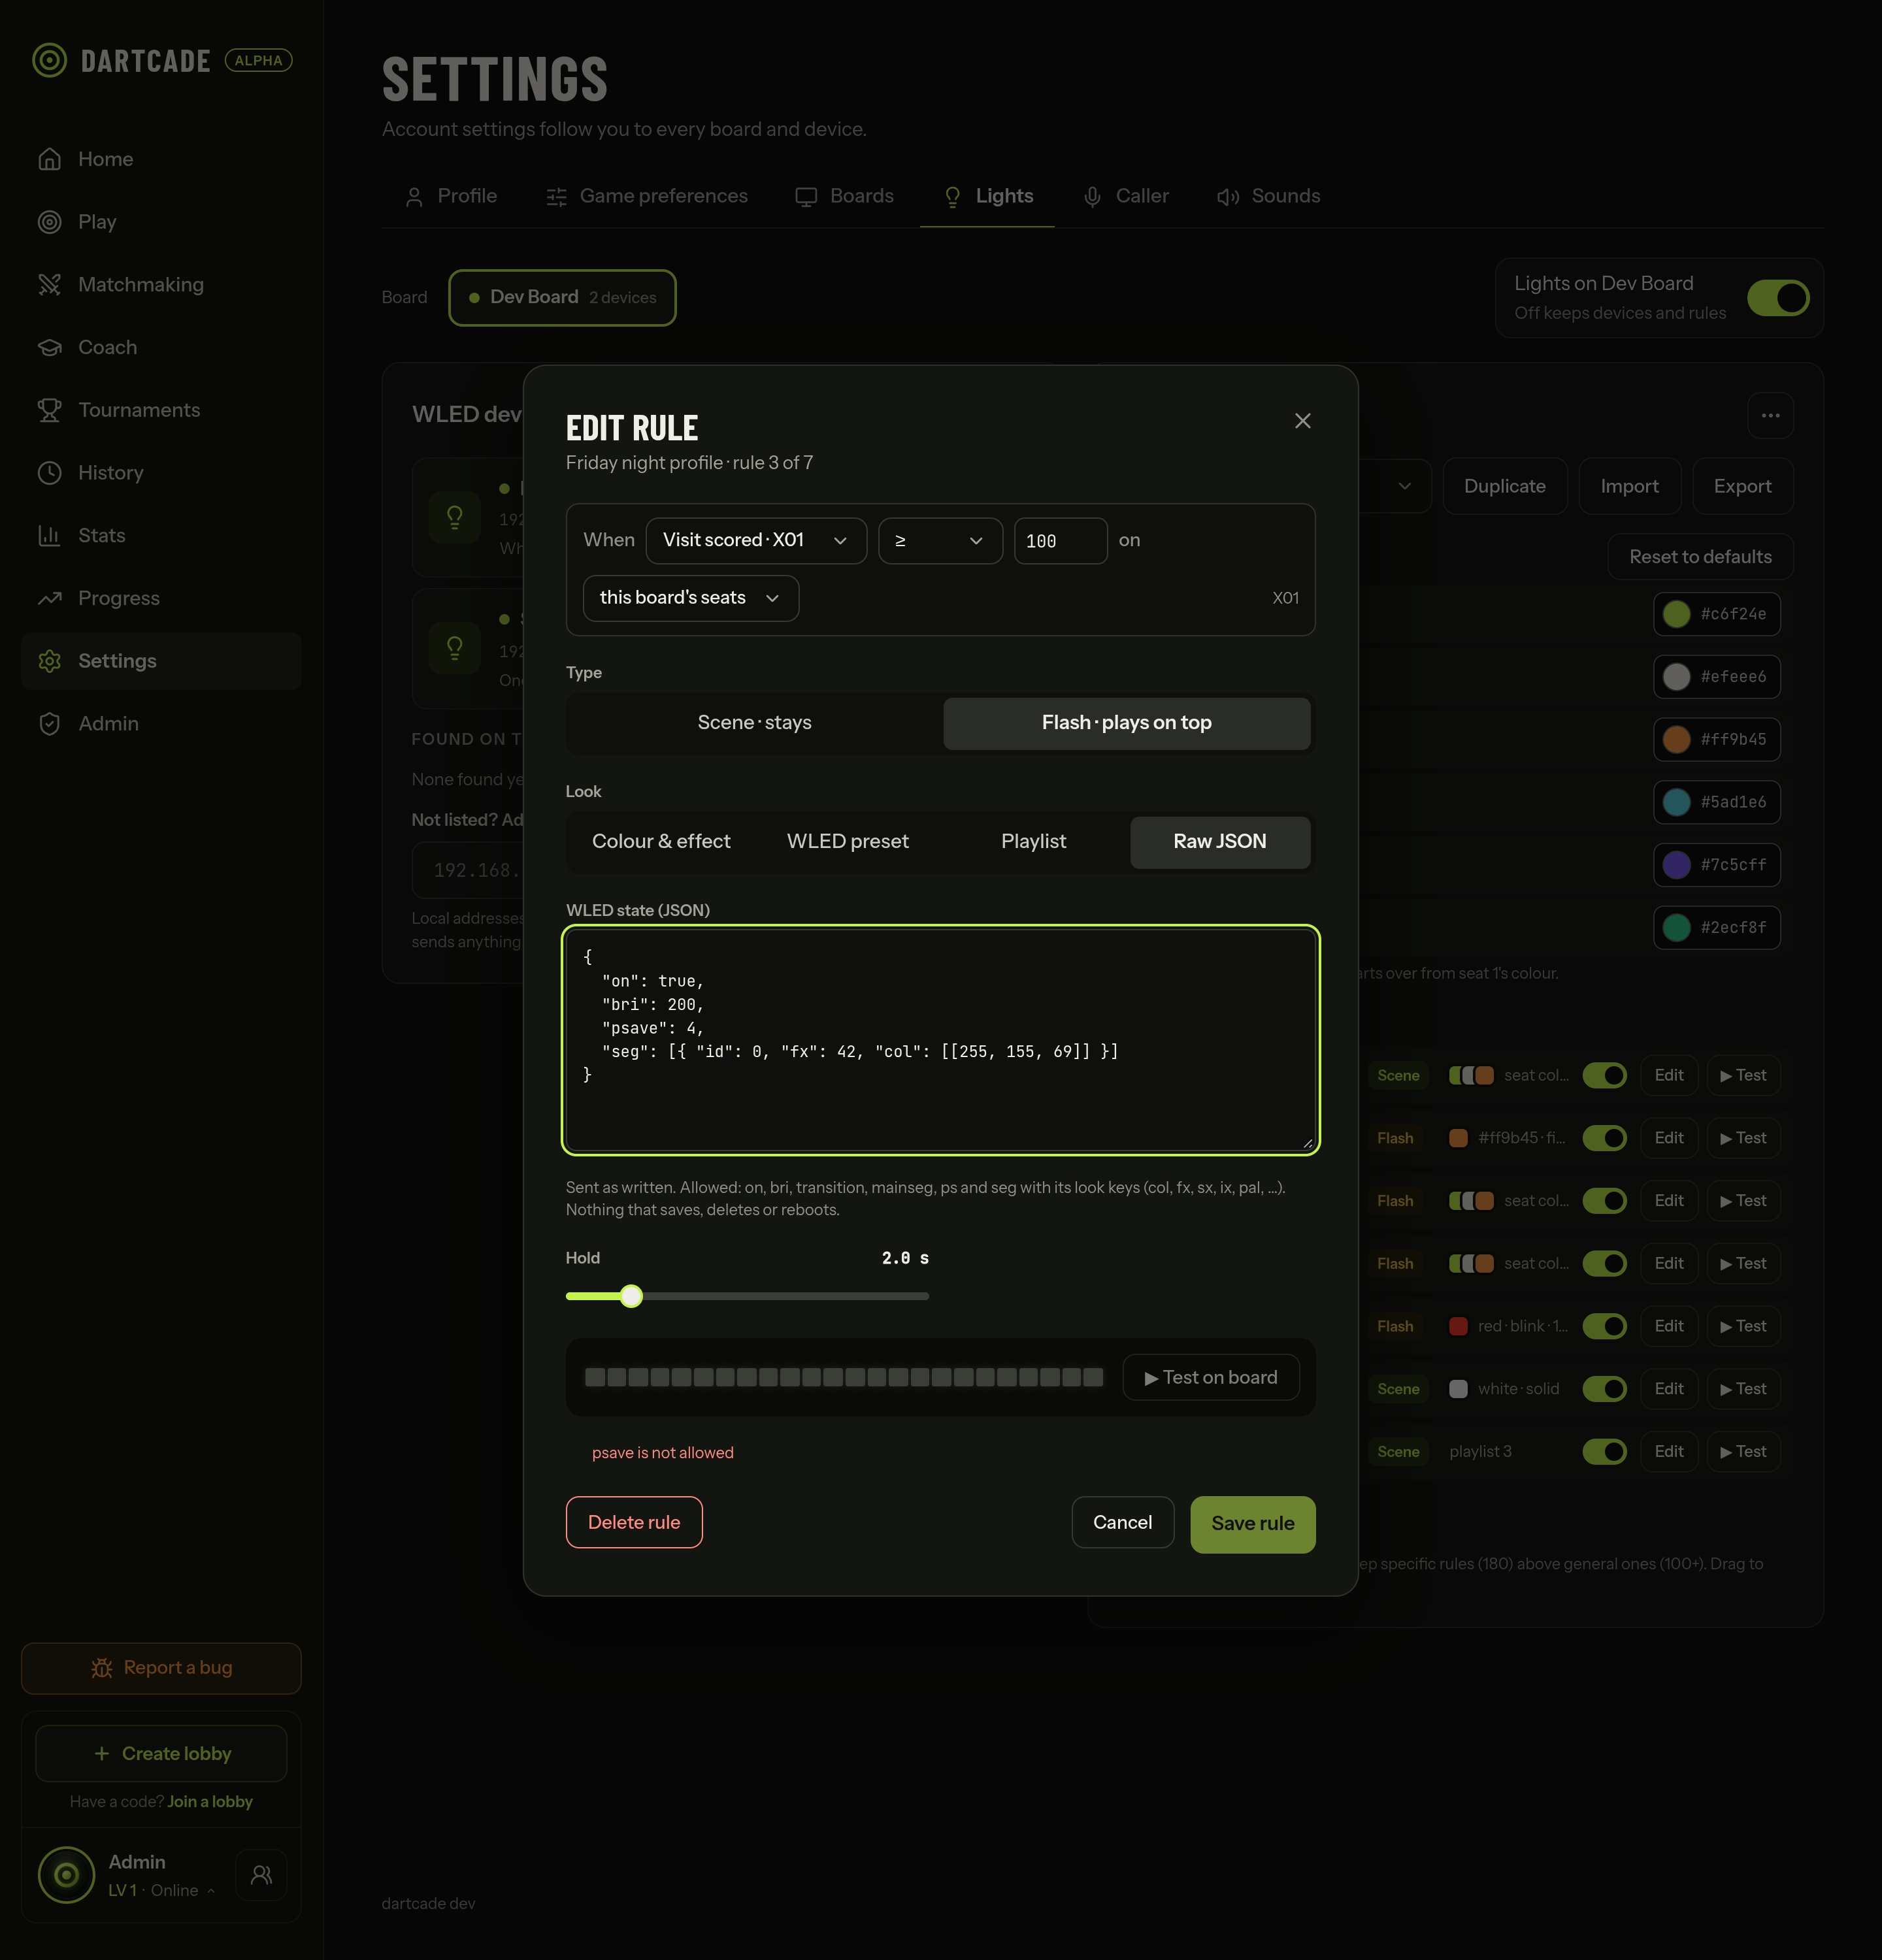 DARTCADE ALPHA
Home
Play
Matchmaking
Coach
Tournaments
History
Stats
Progress
Settings
Admin
Report a bug
+ Create lobby
Have a code? Join a lobby
Admin
LV 1 · Online
SETTINGS
Account settings follow you to every board and device.
Profile
Game preferences
Boards
Lights
Caller
Sounds
Board
Dev Board 2 devices
Lights on Dev Board
Off keeps devices and rules
WLED dev
192
Wh
192
One
FOUND ON T
None found ye
Not listed? Ad
192.168.
Local addresses
sends anything
Duplicate
Import
Export
Reset to defaults
#c6f24e
#efeee6
#ff9b45
#5ad1e6
#7c5cff
#2ecf8f
arts over from seat 1's colour.
Scene seat col... Edit ▶ Test
Flash #ff9b45 · fi... Edit ▶ Test
Flash seat col... Edit ▶ Test
Flash seat col... Edit ▶ Test
Flash red · blink · 1... Edit ▶ Test
Scene white · solid Edit ▶ Test
Scene playlist 3 Edit ▶ Test
ep specific rules (180) above general ones (100+). Drag to
EDIT RULE
Friday night profile · rule 3 of 7
When Visit scored · X01 ≥ 100 on
this board's seats X01
Type
Scene · stays
Flash · plays on top
Look
Colour & effect
WLED preset
Playlist
Raw JSON
WLED state (JSON)
{
"on": true,
"bri": 200,
"psave": 4,
"seg": [{ "id": 0, "fx": 42, "col": [[255, 155, 69]] }]
}
Sent as written. Allowed: on, bri, transition, mainseg, ps and seg with its look keys (col, fx, sx, ix, pal, ...).
Nothing that saves, deletes or reboots.
Hold 2.0 s
▶ Test on board
psave is not allowed
Delete rule
Cancel
Save rule
dartcade dev